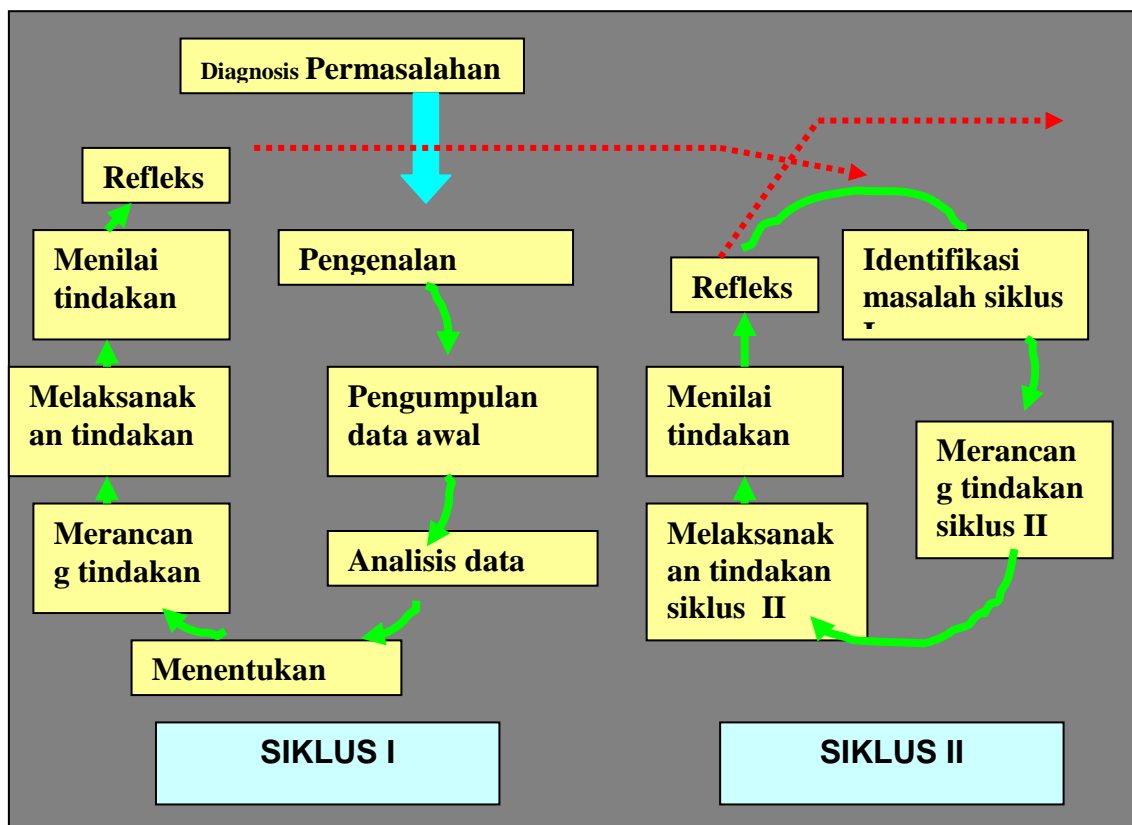 Diagnosis Permasalahan
Refleks
Menilai
tindakan
Melaksanak
an tindakan
Merancan
g tindakan
Pengenalan
Pengumpulan
data awal
Analisis data
Menentukan
SIKLUS I
Refleks
Menilai
tindakan
Melaksanak
an tindakan
siklus II
Identifikasi
masalah siklus
Merancan
g tindakan
siklus II
SIKLUS II